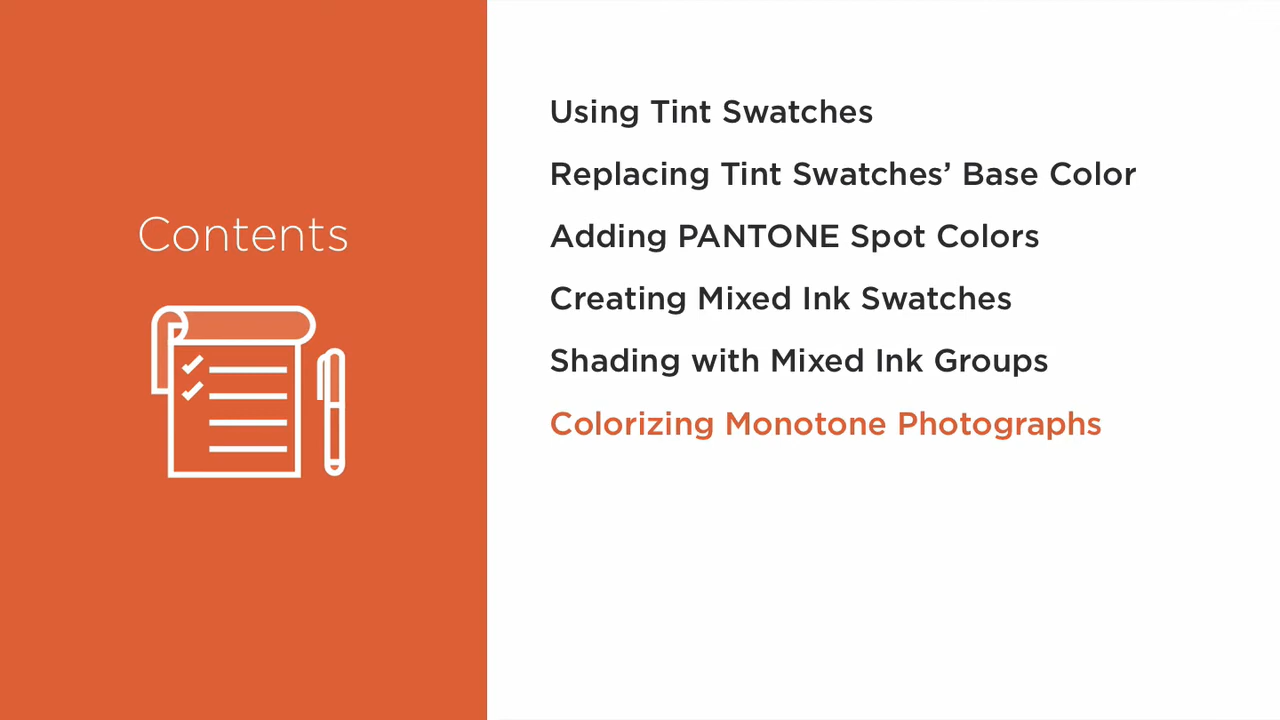 Contents
Using Tint Swatches
Replacing Tint Swatches’ Base Color
Adding PANTONE Spot Colors
Creating Mixed Ink Swatches
Shading with Mixed Ink Groups
Colorizing Monotone Photographs